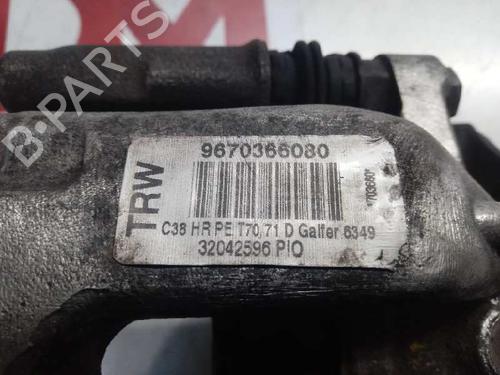 9670366080
TRW
C38 HR PE T70,71 D Galfer 6349
32042596 PIO
B-PARTS